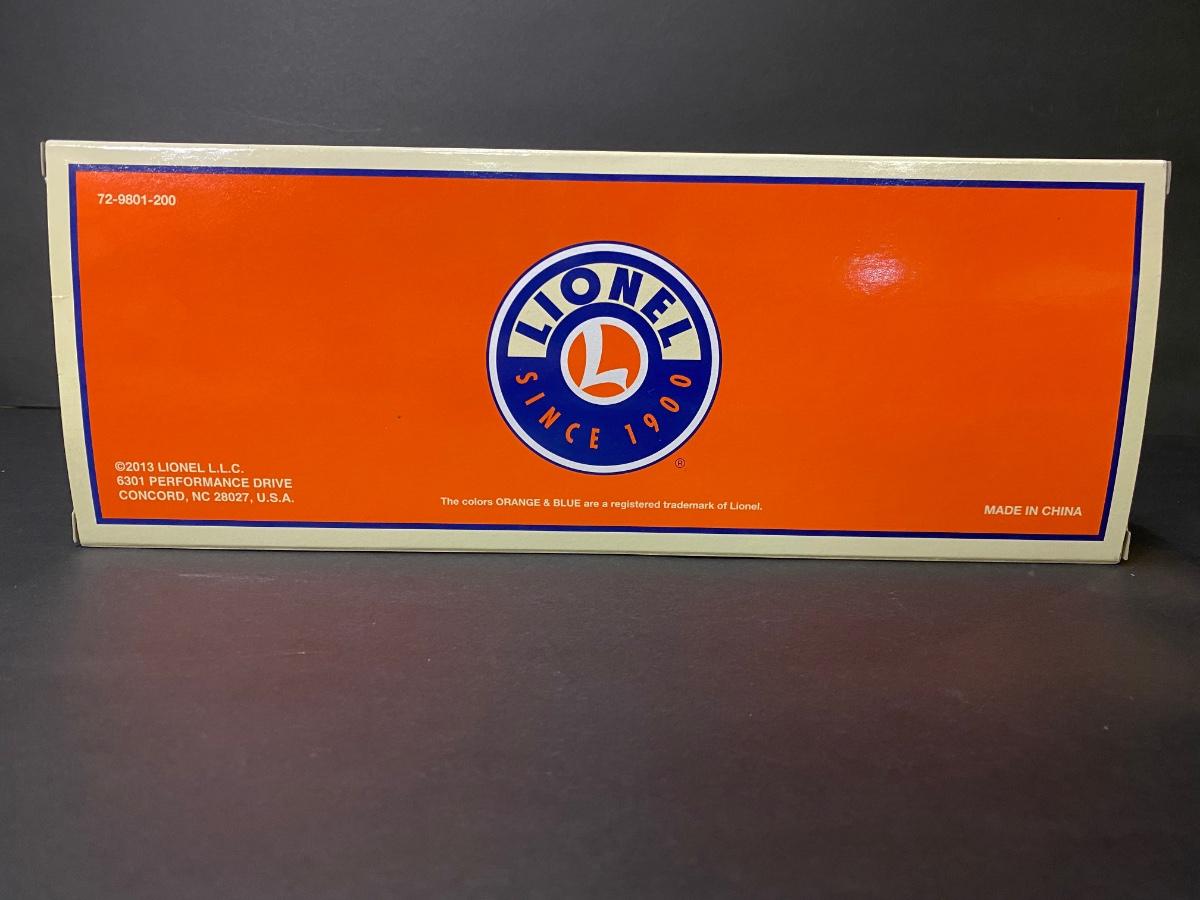 72-9801-200
LIONEL
L
SINCE 1900
®
©2013 LIONEL L.L.C.
6301 PERFORMANCE DRIVE
CONCORD, NC 28027, U.S.A.
The colors ORANGE & BLUE are a registered trademark of Lionel.
MADE IN CHINA